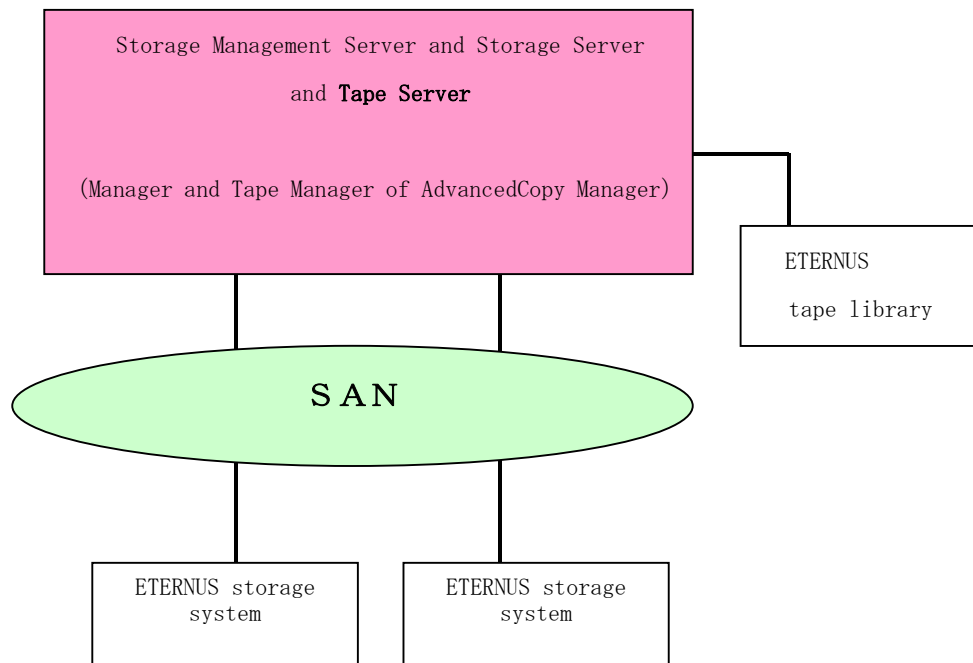 Storage Management Server and Storage Server
and Tape Server
(Manager and Tape Manager of AdvancedCopy Manager)
ETERNUS
tape library
SAN
ETERNUS storage
system
ETERNUS storage
system